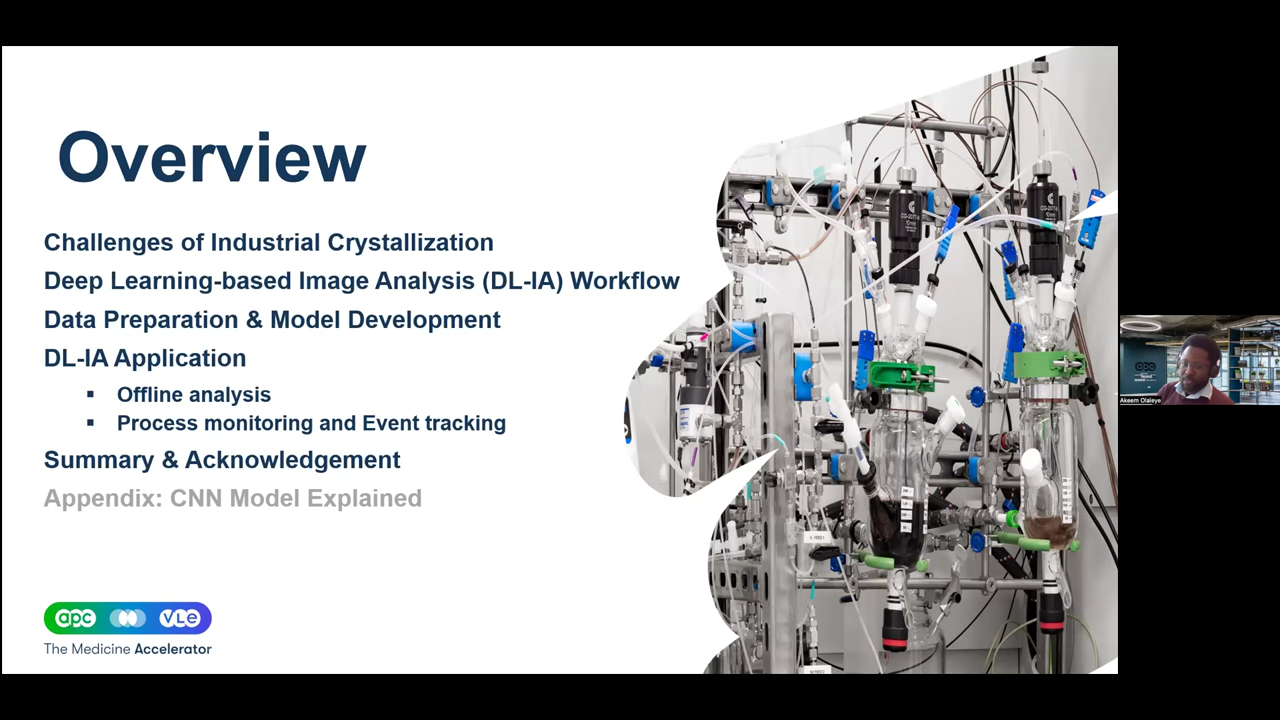 Overview
Challenges of Industrial Crystallization
Deep Learning-based Image Analysis (DL-IA) Workflow
Data Preparation & Model Development
DL-IA Application
▪ Offline analysis
▪ Process monitoring and Event tracking
Summary & Acknowledgement
Appendix: CNN Model Explained
apc VLe
The Medicine Accelerator
apc
Akeem Olaleye